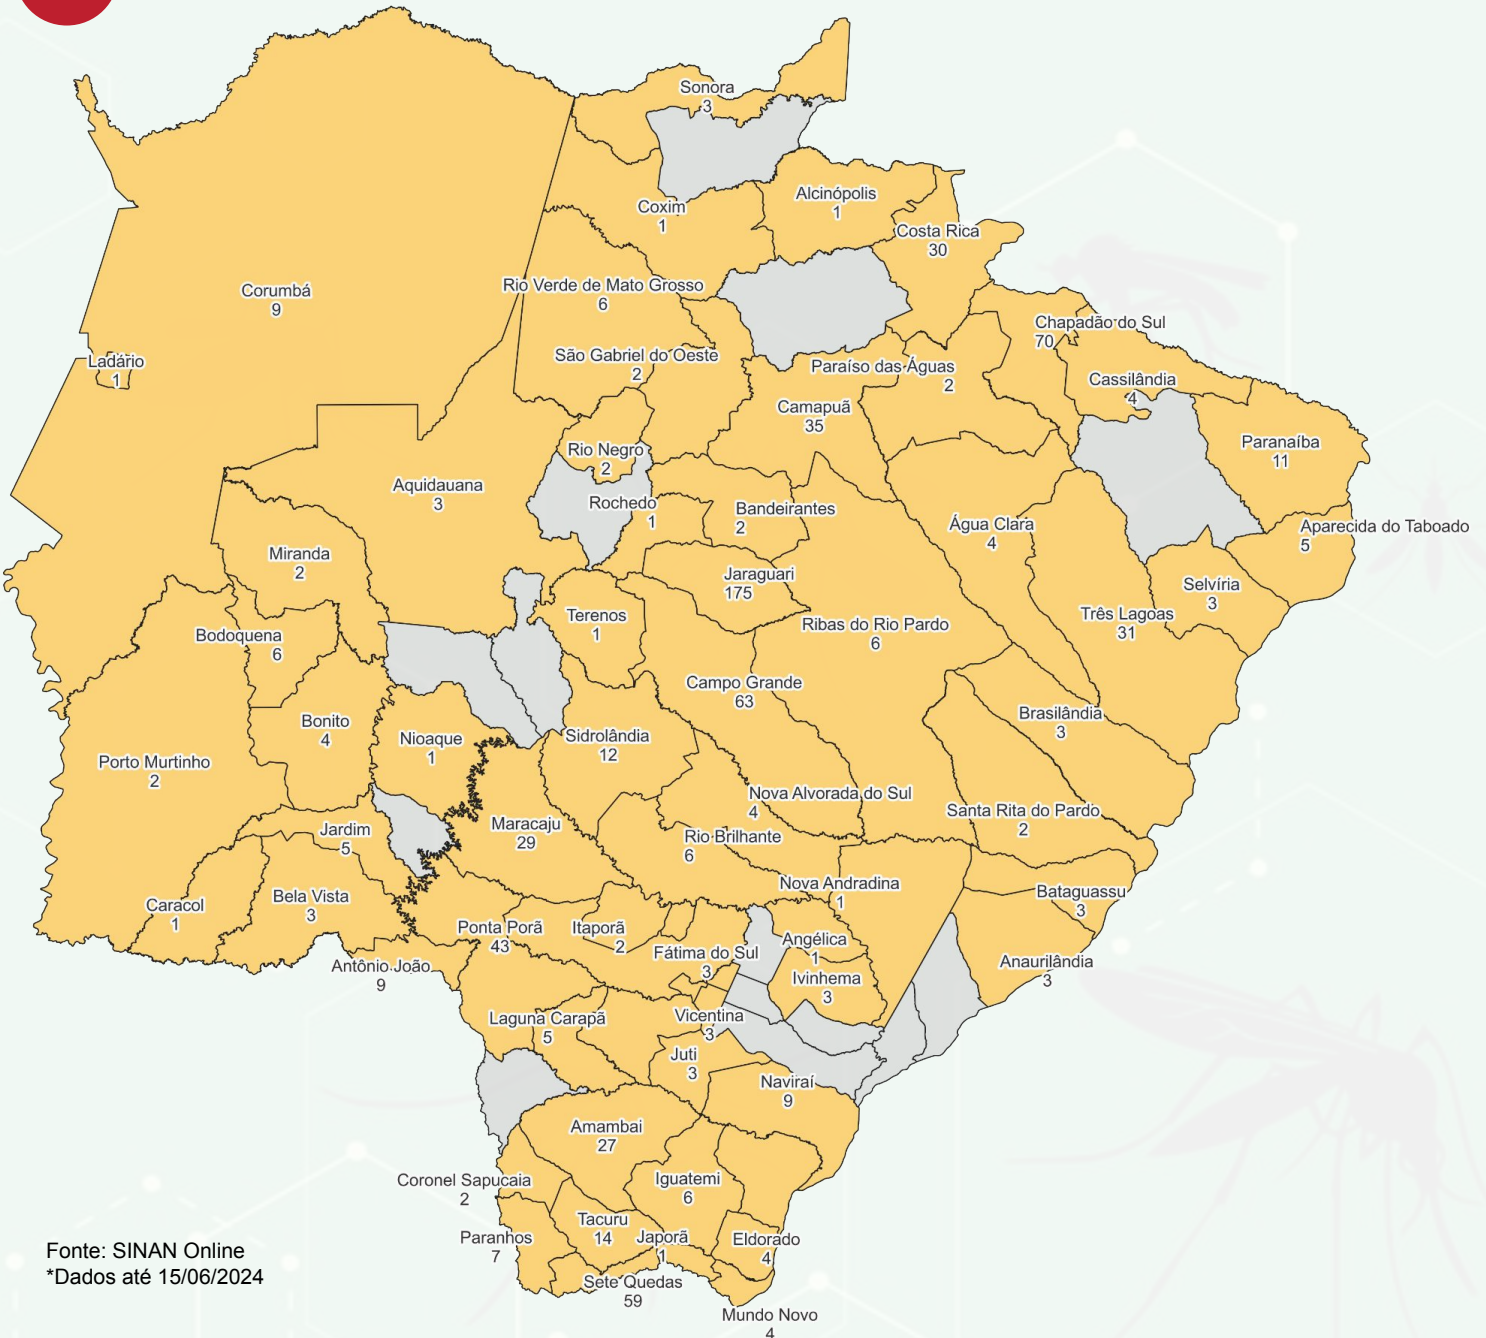 Sonora
3
Alcinópolis
1
Coxim
1
Costa Rica
30
Corumbá
9
Rio Verde de Mato Grosso
6
Chapadão do Sul
70
São Gabriel do Oeste
2
Ladário
1
Paraíso das Águas
2
Cassilândia
4
Camapuã
35
Paranaíba
11
Rio Negro
2
Aquidauana
3
Rochedo
1
Bandeirantes
2
Água Clara
4
Aparecida do Taboado
5
Miranda
2
Jaraguari
175
Selvíria
3
Terenos
1
Três Lagoas
31
Ribas do Rio Pardo
6
Bodoquena
6
Campo Grande
63
Brasilândia
3
Bonito
4
Nioaque
1
Sidrolândia
12
Porto Murtinho
2
Nova Alvorada do Sul
4
Santa Rita do Pardo
2
Maracaju
29
Jardim
5
Rio Brilhante
6
Nova Andradina
1
Bataguassu
3
Bela Vista
3
Caracol
1
Ponta Porã
43
Itaporã
2
Angélica
1
Fátima do Sul
3
Anaurilândia
3
Antônio João
9
Ivinhema
3
Vicentina
3
Laguna Carapã
5
Juti
3
Naviraí
9
Amambai
27
Coronel Sapucaia
2
Iguatemi
6
Tacuru
14
Paranhos
7
Japorã
1
Eldorado
4
Sete Quedas
59
Mundo Novo
4
Fonte: SINAN Online
*Dados até 15/06/2024